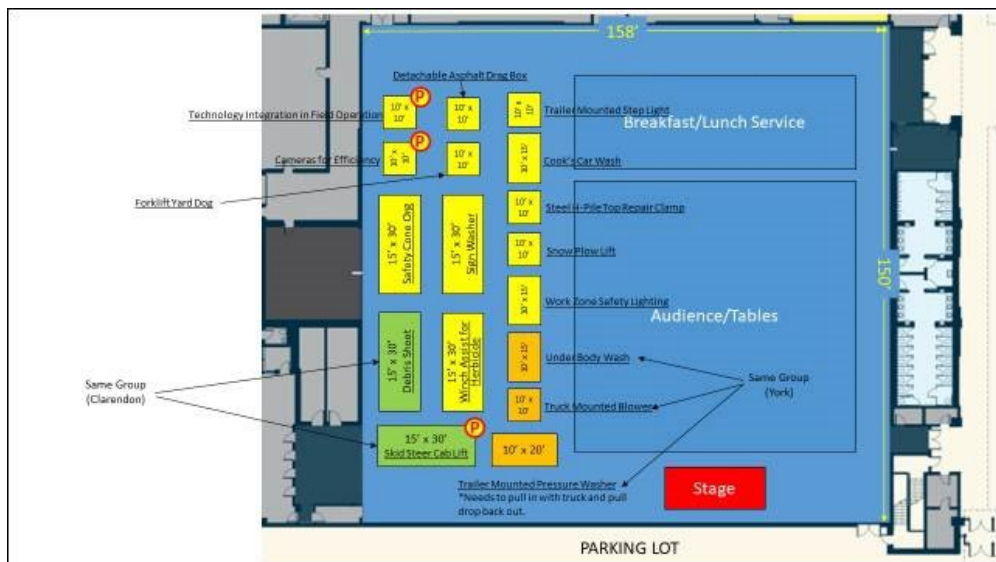 158'
Detachable Asphalt Drag Box
10' x
10'
P
10' x
10'
10' x
10'
Trailer Mounted Step Light
Technology Integration in Field Operation
Breakfast/Lunch Service
P
10' x
10'
10' x
10'
10' x 15'
Cook's Car Wash
Cameras for Efficiency
Forklift Yard Dog
15' x 30'
Safety Cone Org
15' x 30'
Sign Washer
10' x
10'
Steel H-Pile Top Repair Clamp
10' x
10'
Snow Plow Lift
150'
10' x 15'
Work Zone Safety Lighting
Audience/Tables
15' x 30'
Debris Shoot
15' x 30'
Winch Assist for
Herbicide
10' x 15'
Under Body Wash
Same Group
(Clarendon)
Same Group
(York)
10' x
10'
Truck Mounted Blower
P
15' x 30'
Skid Steer Cab Lift
10' x 20'
Trailer Mounted Pressure Washer
*Needs to pull in with truck and pull
drop back out.
Stage
PARKING LOT